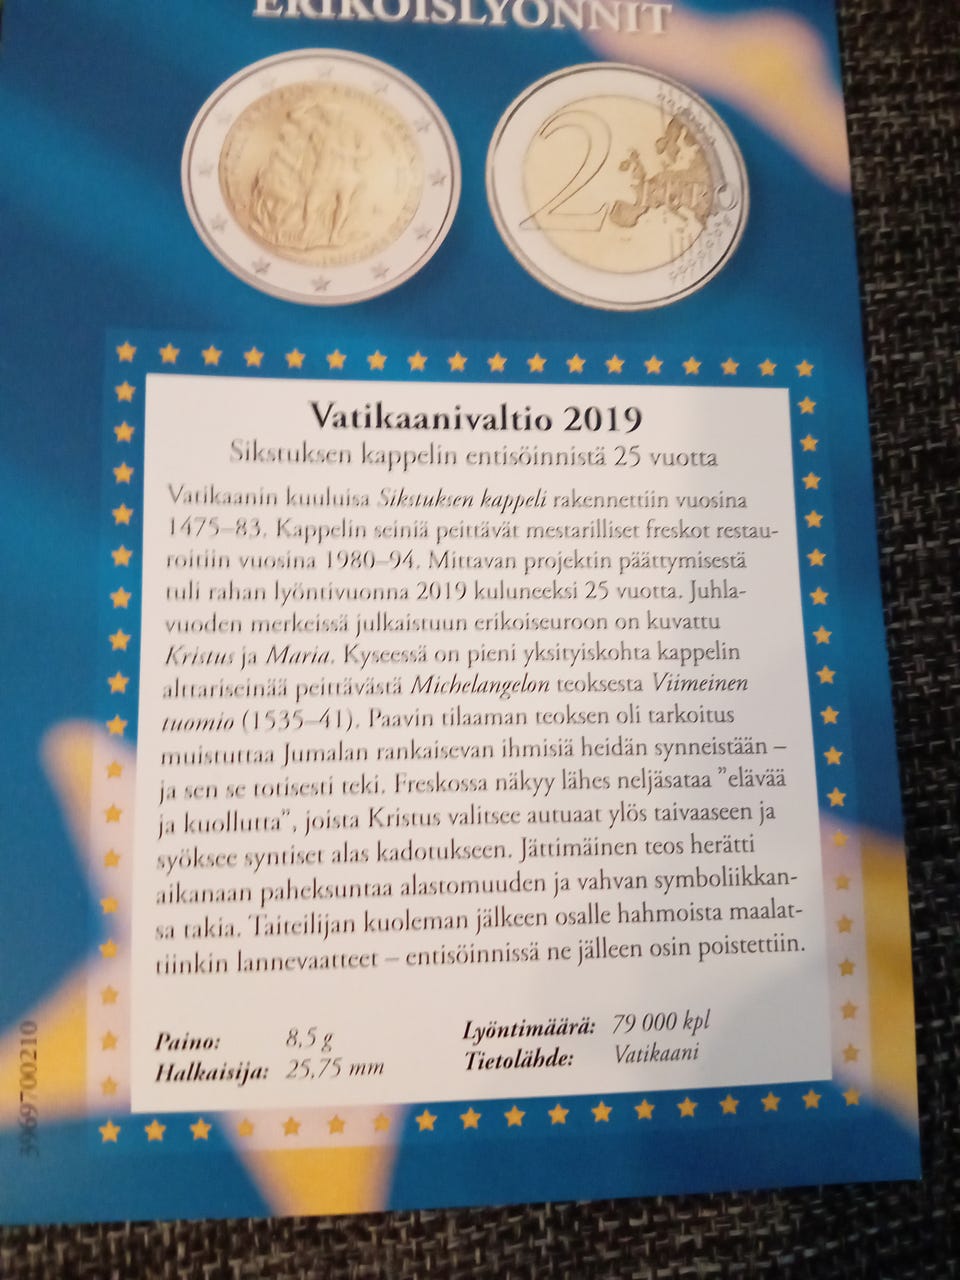 ERIKOISLYÖNNIT
2
Vatikaanivaltio 2019
Sikstuksen kappelin entisöinnistä 25 vuotta
Vatikaanin kuuluisa Sikstuksen kappeli rakennettiin vuosina
1475–83. Kappelin seiniä peittävät mestarilliset freskot restau-
roitiin vuosina 1980–94. Mittavan projektin päättymisestä
tuli rahan lyöntivuonna 2019 kuluneeksi 25 vuotta. Juhla-
vuoden merkeissä julkaistuun erikoiseuroon on kuvattu
Kristus ja Maria. Kyseessä on pieni yksityiskohta kappelin
alttariseinää peittävästä Michelangelon teoksesta Viimeinen
tuomio (1535–41). Paavin tilaaman teoksen oli tarkoitus
muistuttaa Jumalan rankaisevan ihmisiä heidän synneistään –
ja sen se totisesti teki. Freskossa näkyy lähes neljäsataa ”elävää
ja kuollutta”, joista Kristus valitsee autuaat ylös taivaaseen ja
syöksee syntiset alas kadotukseen. Jättimäinen teos herätti
aikanaan paheksuntaa alastomuuden ja vahvan symboliikkan-
sa takia. Taiteilijan kuoleman jälkeen osalle hahmoista maalat-
tiinkin lannevaatteet – entisöinnissä ne jälleen osin poistettiin.
Paino: 8,5 g
Halkaisija: 25,75 mm
Lyöntimäärä: 79 000 kpl
Tietolähde: Vatikaani
3969700210